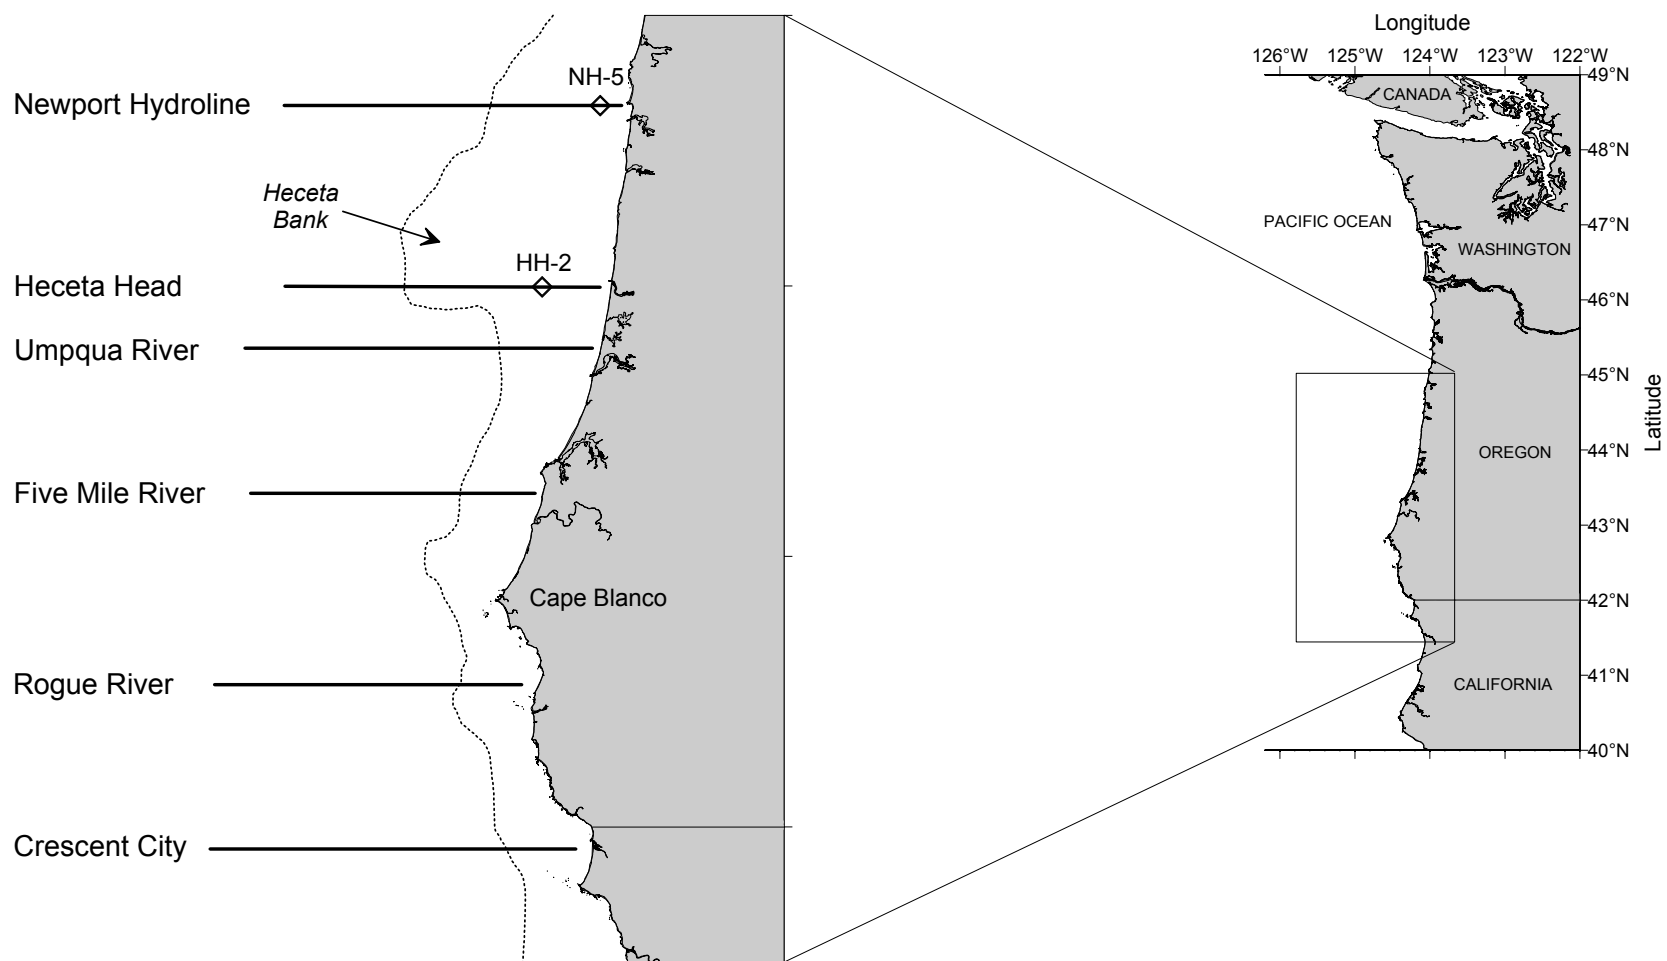 Longitude
126°W 125°W 124°W 123°W 122°W
49°N
NH-5
CANADA
Newport Hydroline
48°N
Heceta
Bank
PACIFIC OCEAN
47°N
WASHINGTON
HH-2
Heceta Head
46°N
Umpqua River
45°N
Latitude
44°N
OREGON
Five Mile River
43°N
Cape Blanco
42°N
Rogue River
41°N
CALIFORNIA
40°N
Crescent City